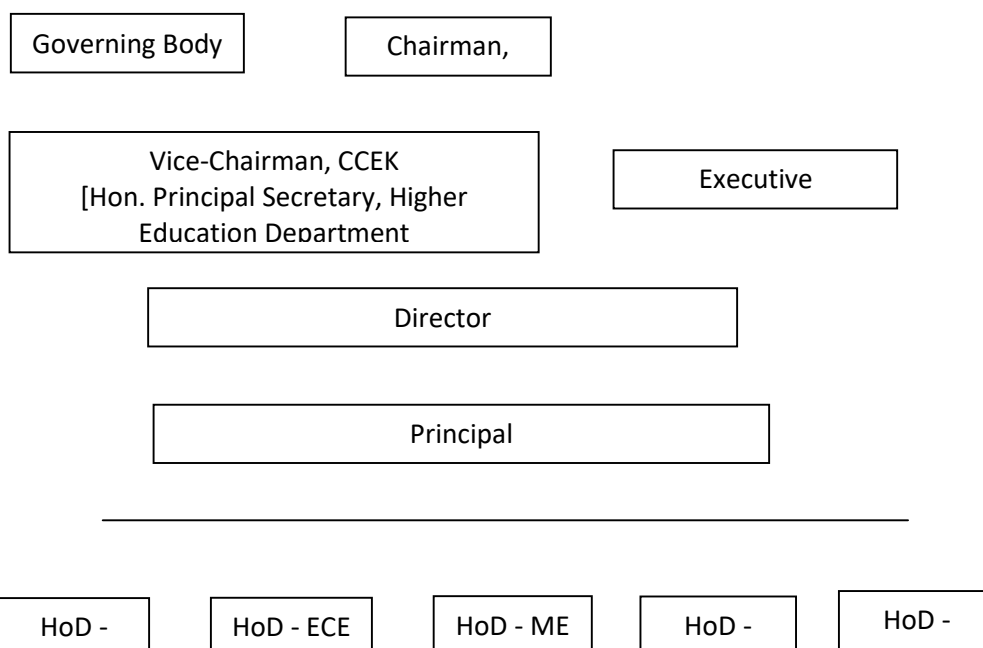 Governing Body
Chairman,
Vice-Chairman, CCEK
[Hon. Principal Secretary, Higher
Education Department
Executive
Director
Principal
HoD -
HoD - ECE
HoD - ME
HoD -
HoD -